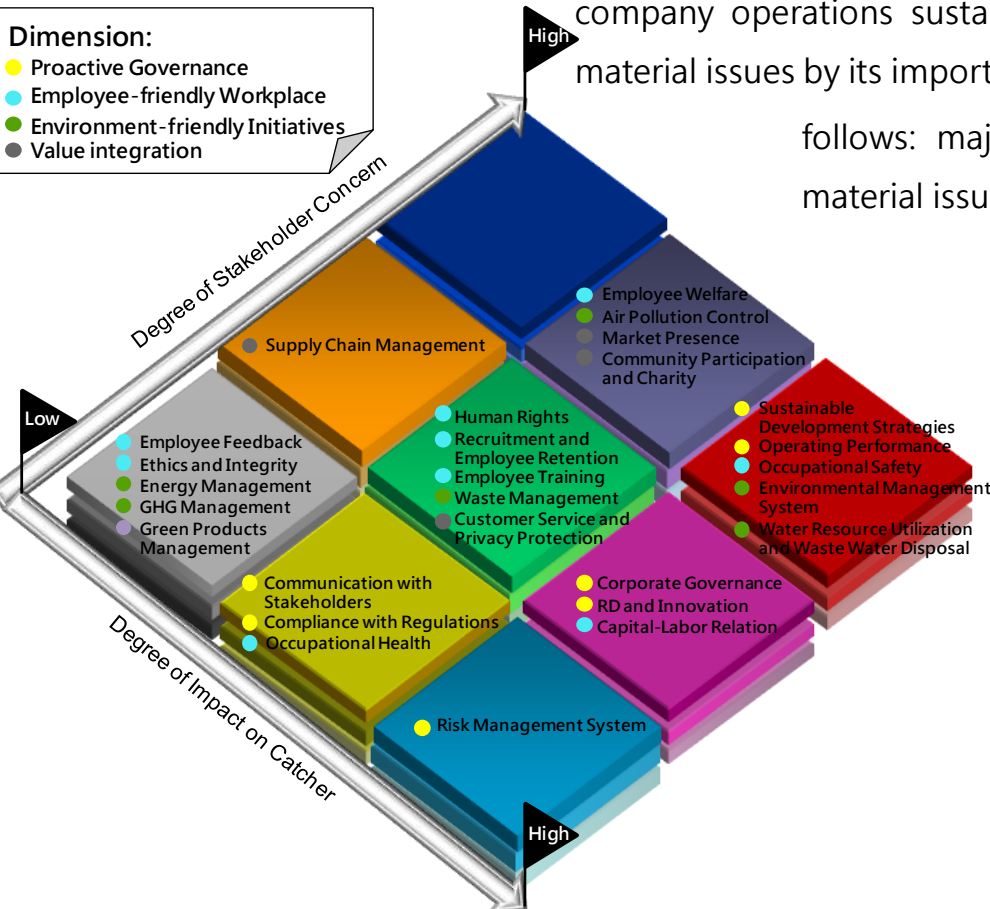 Dimension:
Proactive Governance
Employee-friendly Workplace
Environment-friendly Initiatives
Value integration
High
company operations susta
material issues by its import
follows: maj
material issu
Degree of Stakeholder Concern
Low
Supply Chain Management
Employee Welfare
Air Pollution Control
Market Presence
Community Participation
and Charity
Employee Feedback
Ethics and Integrity
Energy Management
GHG Management
Green Products
Management
Human Rights
Recruitment and
Employee Retention
Employee Training
Waste Management
Customer Service and
Privacy Protection
Sustainable
Development Strategies
Operating Performance
Occupational Safety
Environmental Management
System
Water Resource Utilization
and Waste Water Disposal
Communication with
Stakeholders
Compliance with Regulations
Occupational Health
Corporate Governance
RD and Innovation
Capital-Labor Relation
Risk Management System
Degree of Impact on Catcher
High